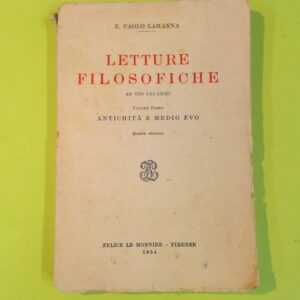 E. PAOLO LAMANNA
LETTURE
FILOSOFICHE
AD USO DEI LICEI
VOLUME PRIMO
ANTICHITÀ E MEDIO EVO
Quarta edizione
FELICE LE MONNIER - FIRENZE
1954